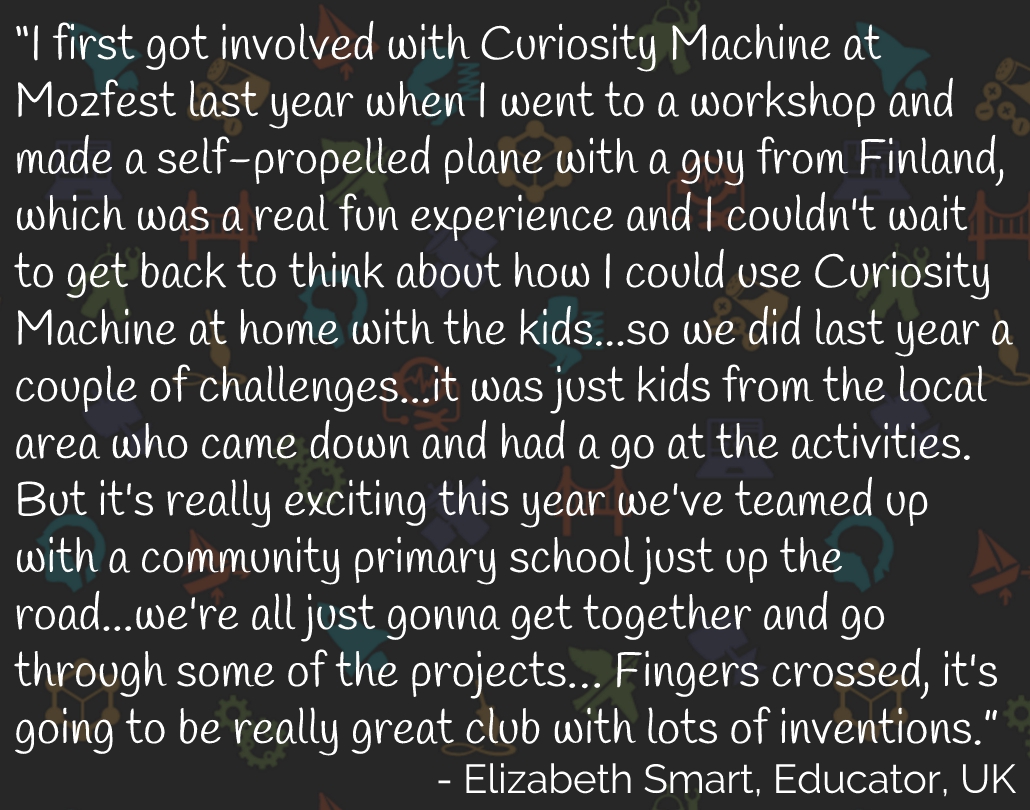 "I first got involved with Curiosity Machine at
Mozfest last year when I went to a workshop and
made a self-propelled plane with a guy from Finland,
which was a real fun experience and I couldn't wait
to get back to think about how I could use Curiosity
Machine at home with the kids...so we did last year a
couple of challenges...it was just kids from the local
area who came down and had a go at the activities.
But it's really exciting this year we've teamed up
with a community primary school just up the
road...we're all just gonna get together and go
through some of the projects... Fingers crossed, it's
going to be really great club with lots of inventions."
- Elizabeth Smart, Educator, UK